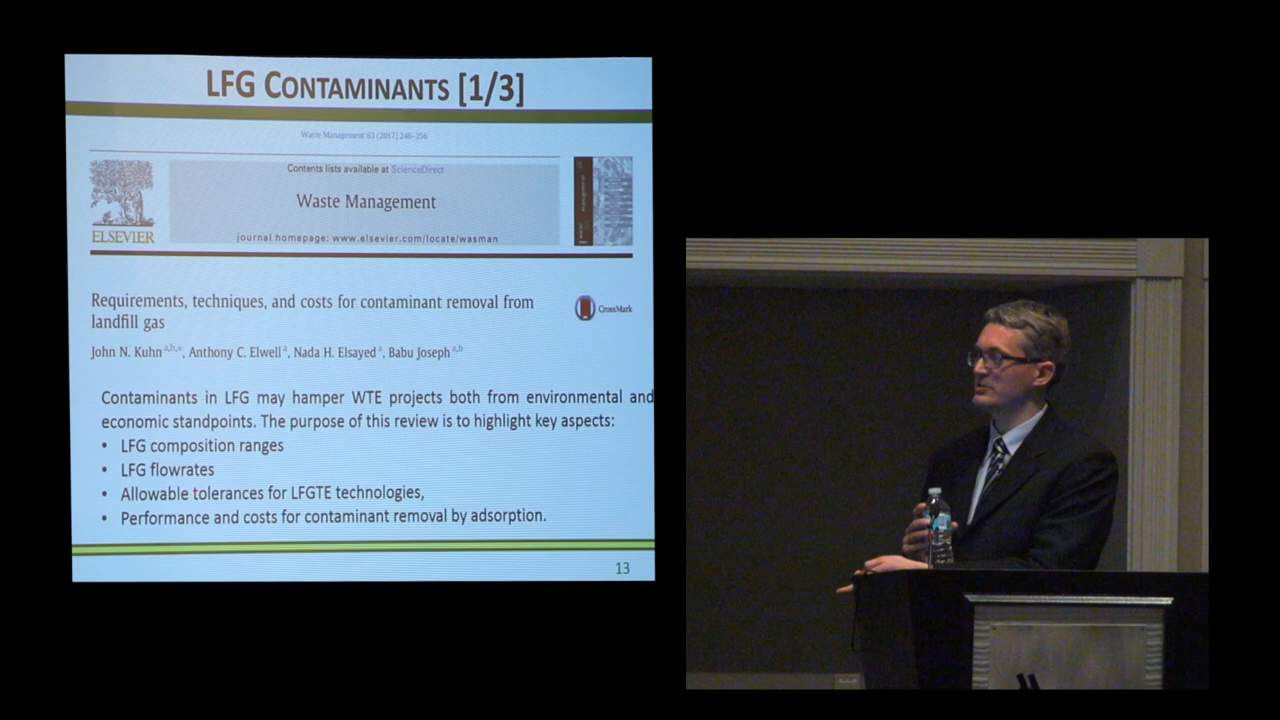 LFG CONTAMINANTS [1/3]
Waste Management 63 (2017) 246–256
Contents lists available at ScienceDirect
Waste Management
journal homepage: www.elsevier.com/locate/wasman
ELSEVIER
Requirements, techniques, and costs for contaminant removal from
landfill gas
CrossMark
John N. Kuhn a,b,*, Anthony C. Elwell a, Nada H. Elsayed a, Babu Joseph a,b
Contaminants in LFG may hamper WTE projects both from environmental and
economic standpoints. The purpose of this review is to highlight key aspects:
• LFG composition ranges
• LFG flowrates
• Allowable tolerances for LFGTE technologies,
• Performance and costs for contaminant removal by adsorption.
13